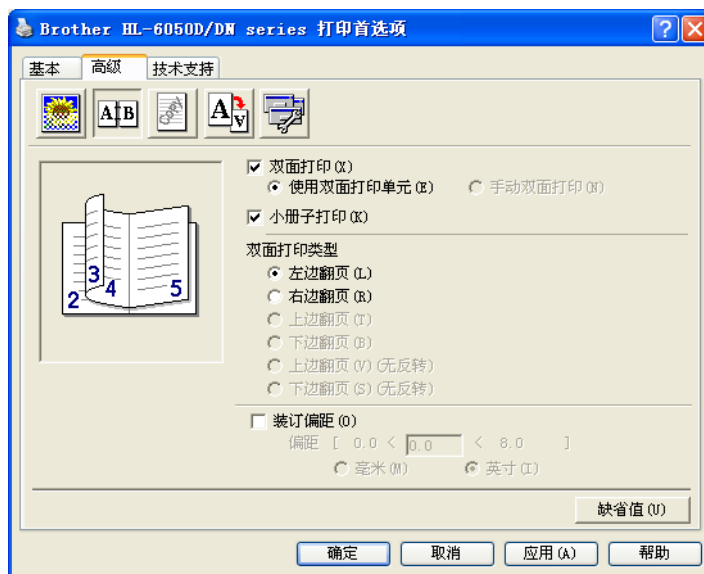 Brother HL-6050D/DN series 打印首选项
基本 高级 技术支持
A B A A
双面打印(X)
使用双面打印单元(E) 手动双面打印(N)
小册子打印(K)
双面打印类型
左边翻页(L)
右边翻页(R)
上边翻页(T)
下边翻页(B)
上边翻页(V)(无反转)
下边翻页(S)(无反转)
2 3 4 5
装订偏距(O)
偏距 [ 0.0 < 0.0 < 8.0 ]
毫米(M) 英寸(I)
缺省值(U)
确定 取消 应用(A) 帮助